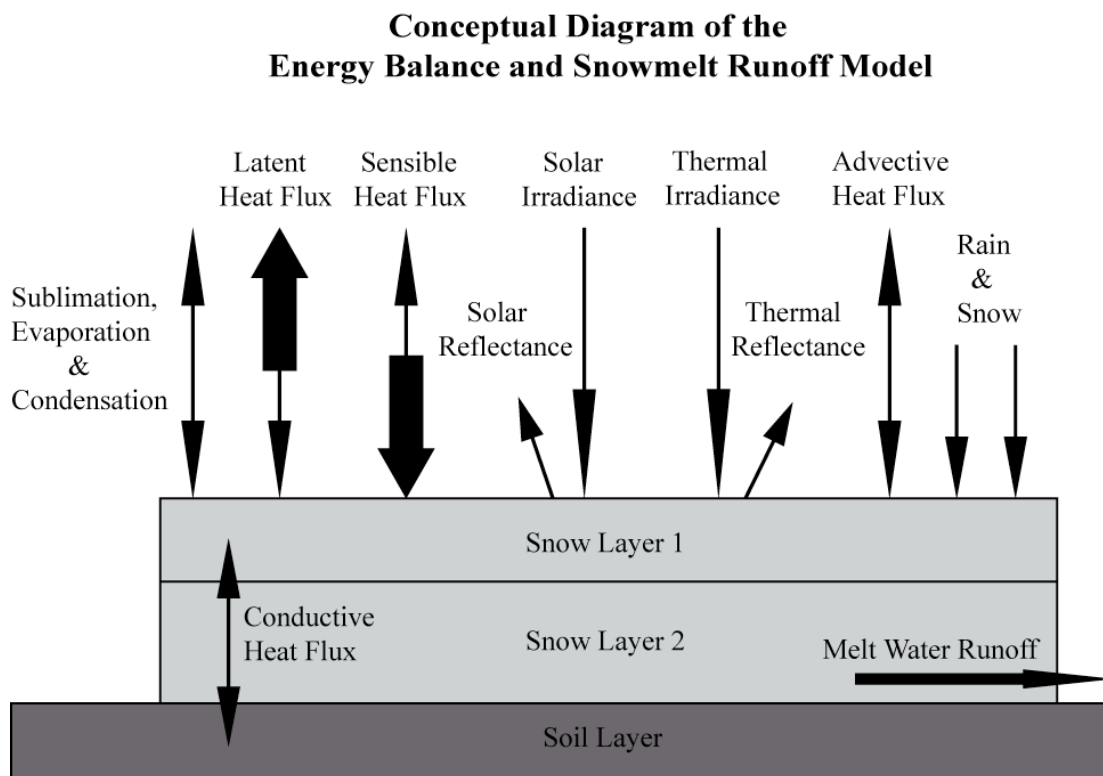 Conceptual Diagram of the
Energy Balance and Snowmelt Runoff Model
Latent
Heat Flux
Sensible
Heat Flux
Solar
Irradiance
Thermal
Irradiance
Advective
Heat Flux
Rain
&
Snow
Sublimation,
Evaporation
&
Condensation
Solar
Reflectance
Thermal
Reflectance
Snow Layer 1
Conductive
Heat Flux
Snow Layer 2
Melt Water Runoff
Soil Layer